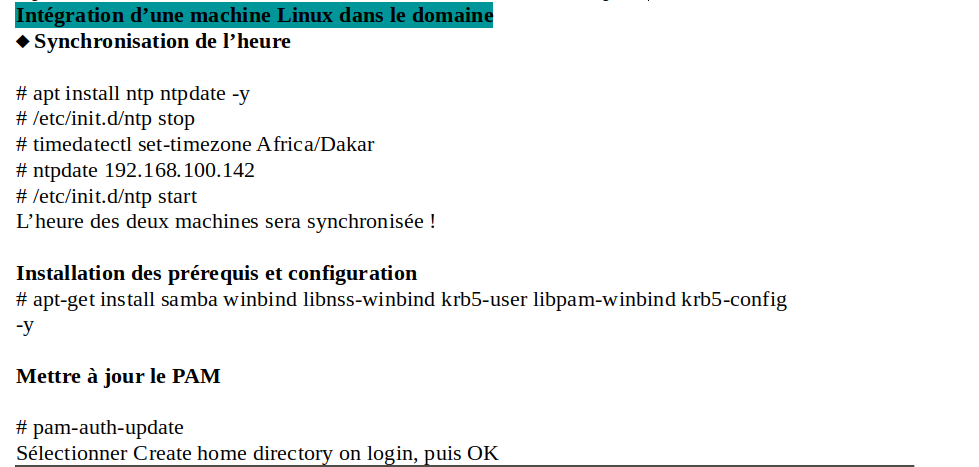 Intégration d’une machine Linux dans le domaine
◆ Synchronisation de l’heure
# apt install ntp ntpdate -y
# /etc/init.d/ntp stop
# timedatectl set-timezone Africa/Dakar
# ntpdate 192.168.100.142
# /etc/init.d/ntp start
L’heure des deux machines sera synchronisée !
Installation des prérequis et configuration
# apt-get install samba winbind libnss-winbind krb5-user libpam-winbind krb5-config
-y
Mettre à jour le PAM
# pam-auth-update
Sélectionner Create home directory on login, puis OK